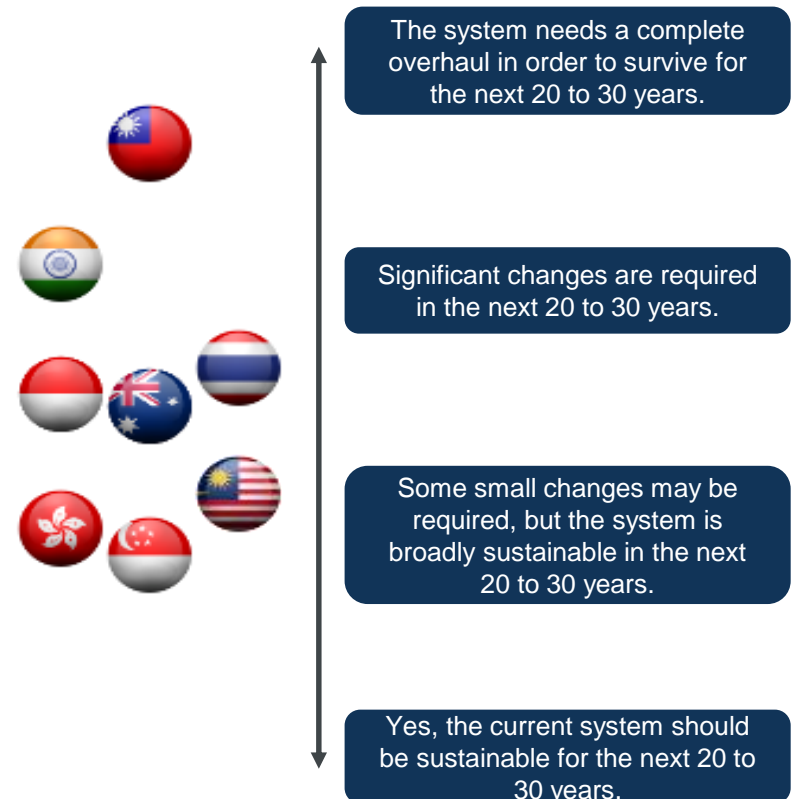 The system needs a complete
overhaul in order to survive for
the next 20 to 30 years.
Significant changes are required
in the next 20 to 30 years.
Some small changes may be
required, but the system is
broadly sustainable in the next
20 to 30 years.
Yes, the current system should
be sustainable for the next 20 to
30 years.